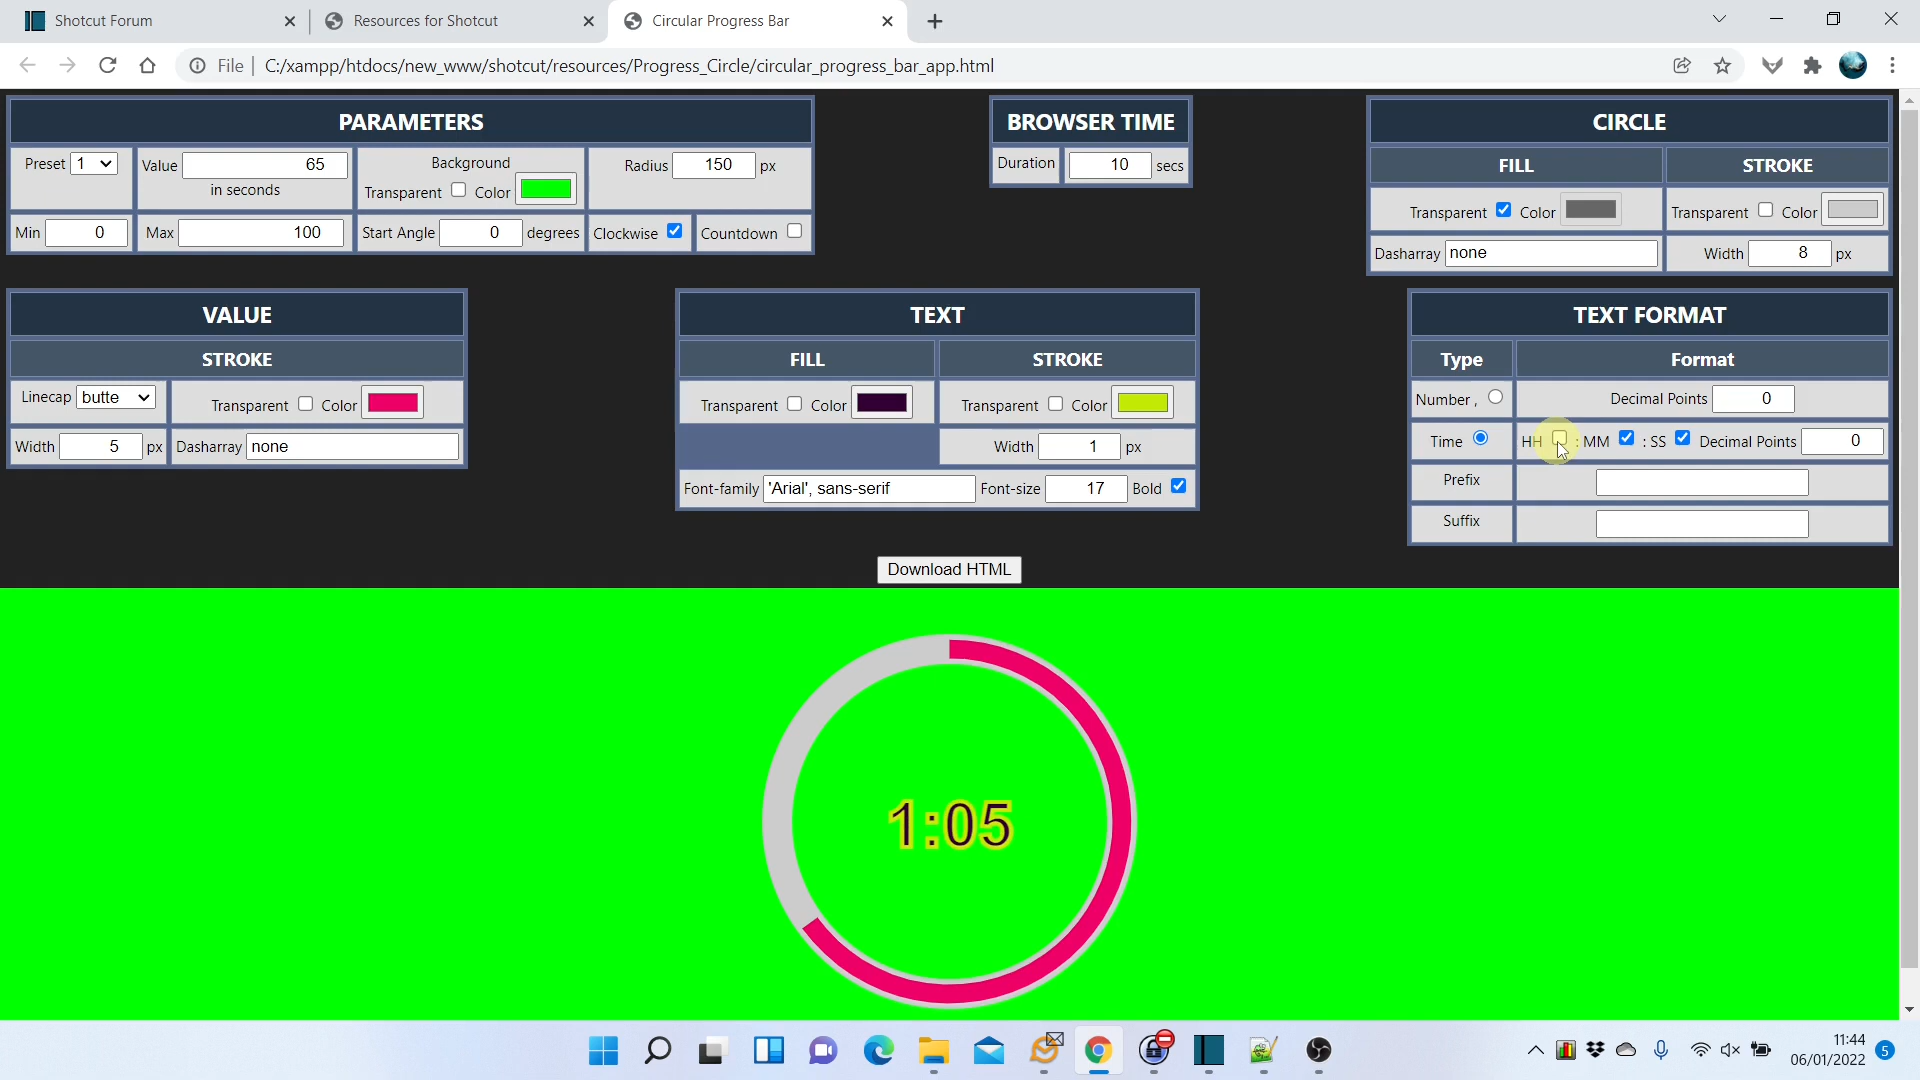 Shotcut Forum
Resources for Shotcut
Circular Progress Bar
File C:/xampp/htdocs/new_www/shotcut/resources/Progress_Circle/circular_progress_bar_app.html
PARAMETERS
Preset 1
Value 65
in seconds
Background
Transparent Color
Radius 150 px
Min 0
Max 100
Start Angle 0 degrees
Clockwise
Countdown
BROWSER TIME
Duration 10 secs
CIRCLE
FILL
STROKE
Transparent Color
Transparent Color
Dasharray none
Width 8 px
VALUE
STROKE
Linecap butte
Transparent Color
Width 5 px
Dasharray none
TEXT
FILL
STROKE
Transparent Color
Transparent Color
Width 1 px
Font-family 'Arial', sans-serif Font-size 17 Bold
TEXT FORMAT
Type
Format
Number ,
Decimal Points 0
Time
HH : MM : SS Decimal Points 0
Prefix
Suffix
Download HTML
1:05
11:44
06/01/2022
5